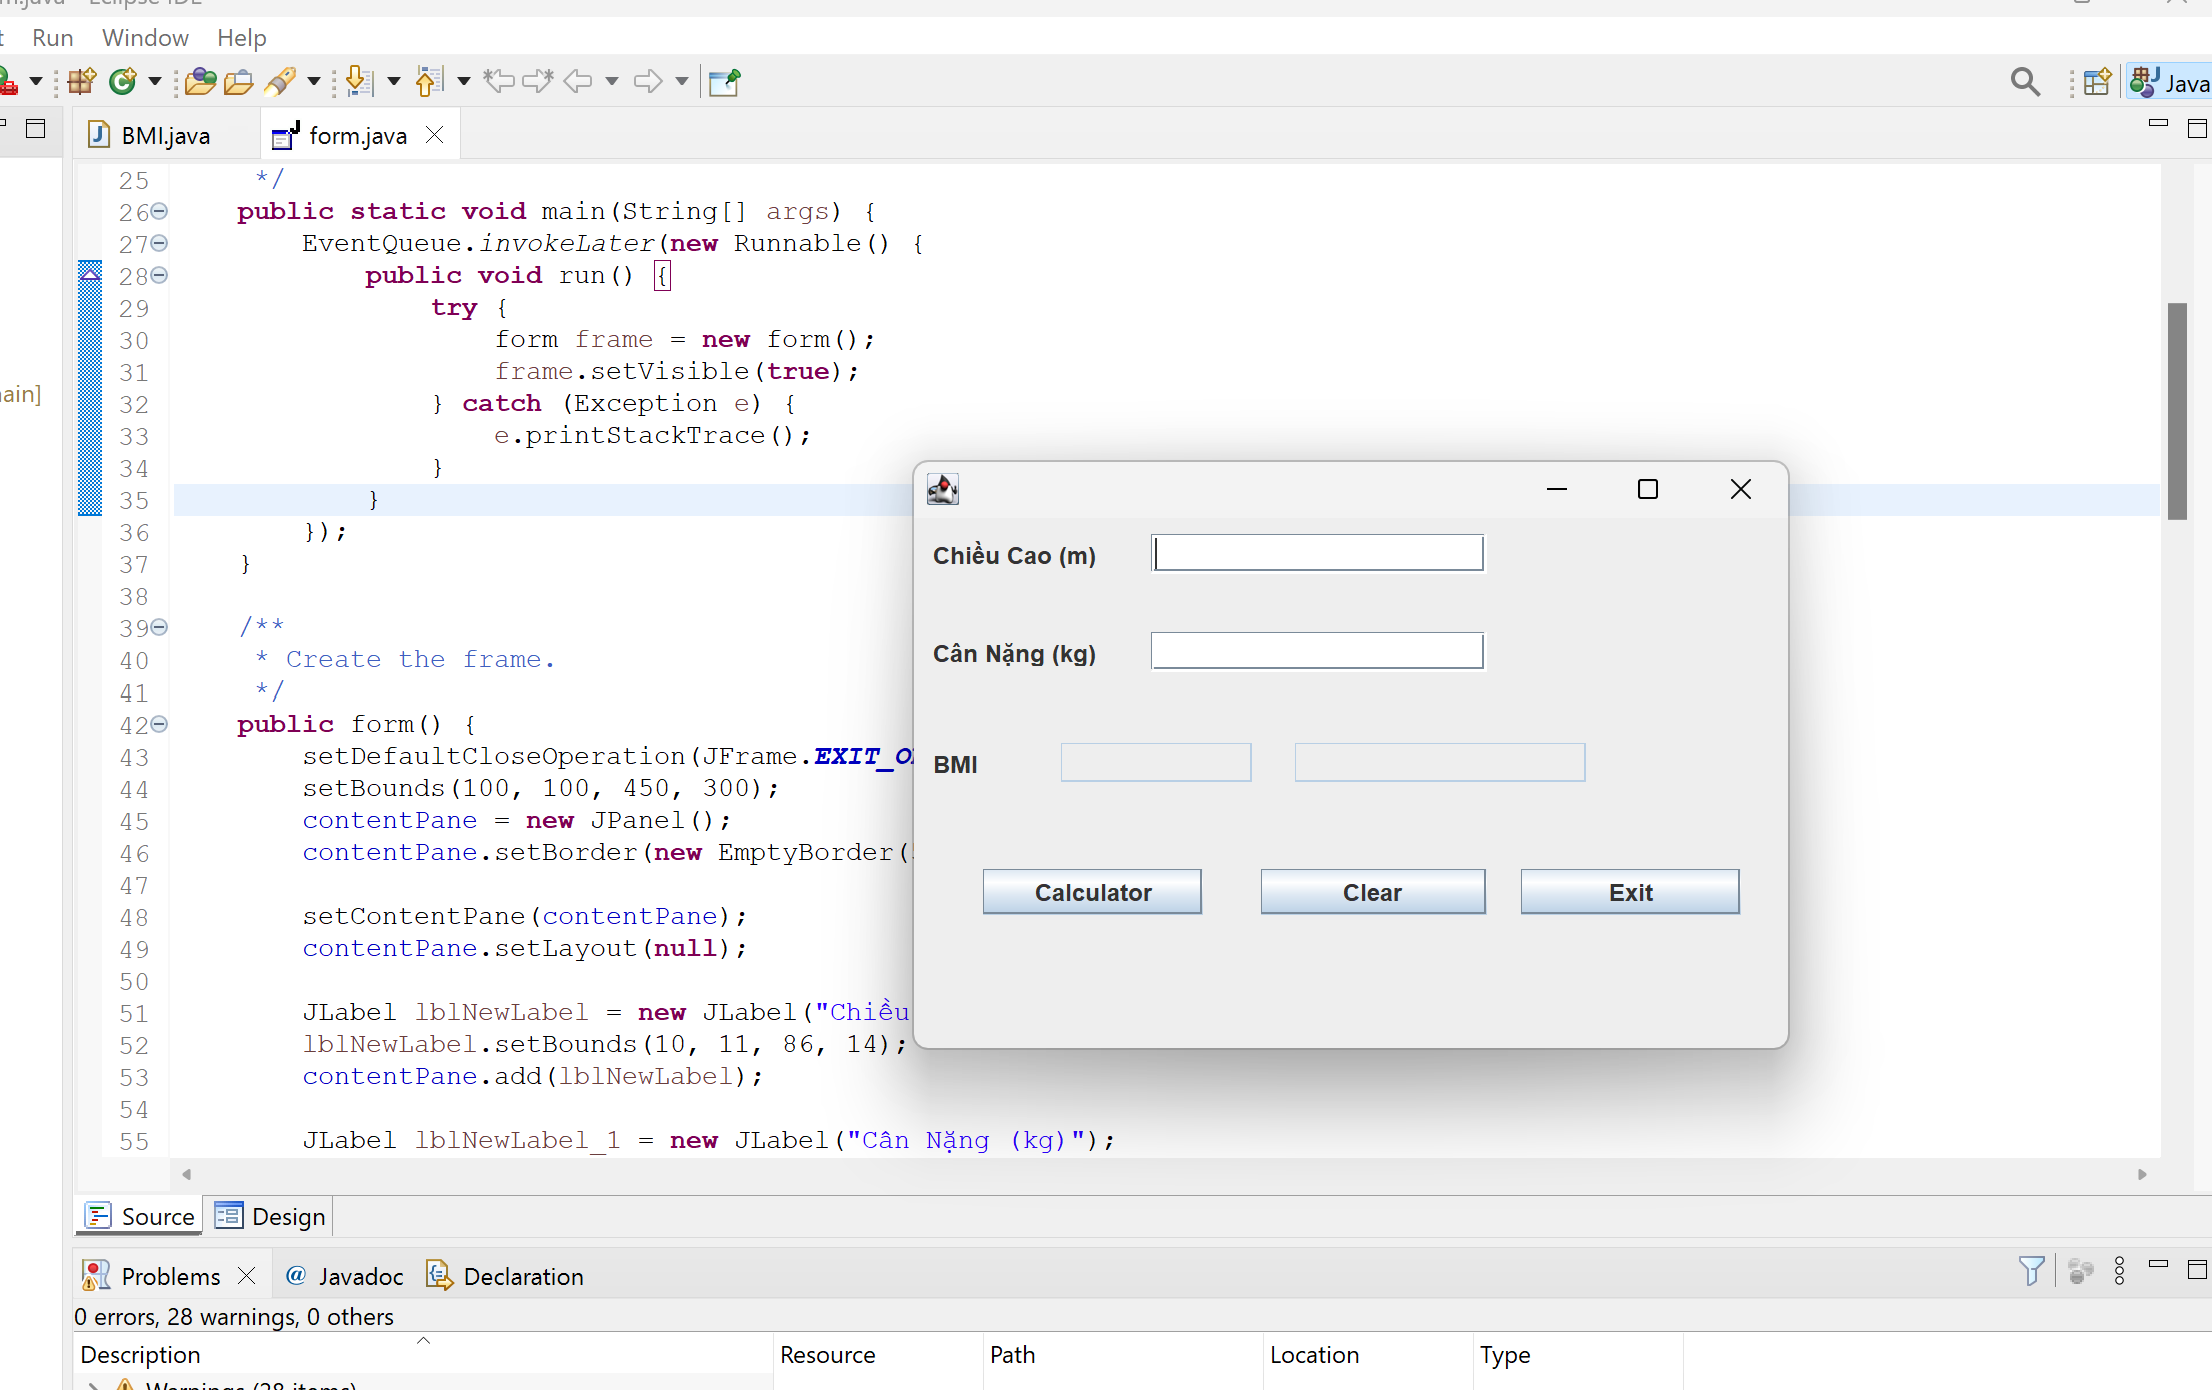 Run Window Help
Java
BMI.java form.java
25 */
26 public static void main(String[] args) {
27 EventQueue.invokeLater(new Runnable() {
28 public void run() {
29 try {
30 form frame = new form();
31 frame.setVisible(true);
ain]
32 } catch (Exception e) {
33 e.printStackTrace();
34 }
35 }
36 });
37 }
38
39 /**
40 * Create the frame.
41 */
42 public form() {
43 setDefaultCloseOperation(JFrame.EXIT_O
44 setBounds(100, 100, 450, 300);
45 contentPane = new JPanel();
46 contentPane.setBorder(new EmptyBorder(
47
48 setContentPane(contentPane);
49 contentPane.setLayout(null);
50
51 JLabel lblNewLabel = new JLabel("Chiều
52 lblNewLabel.setBounds(10, 11, 86, 14);
53 contentPane.add(lblNewLabel);
54
55 JLabel lblNewLabel_1 = new JLabel("Cân Nặng (kg)");
Chiều Cao (m)
Cân Nặng (kg)
BMI
Calculator Clear Exit
Source Design
Problems Javadoc Declaration
0 errors, 28 warnings, 0 others
Description Resource Path Location Type
Warnings (28 items)